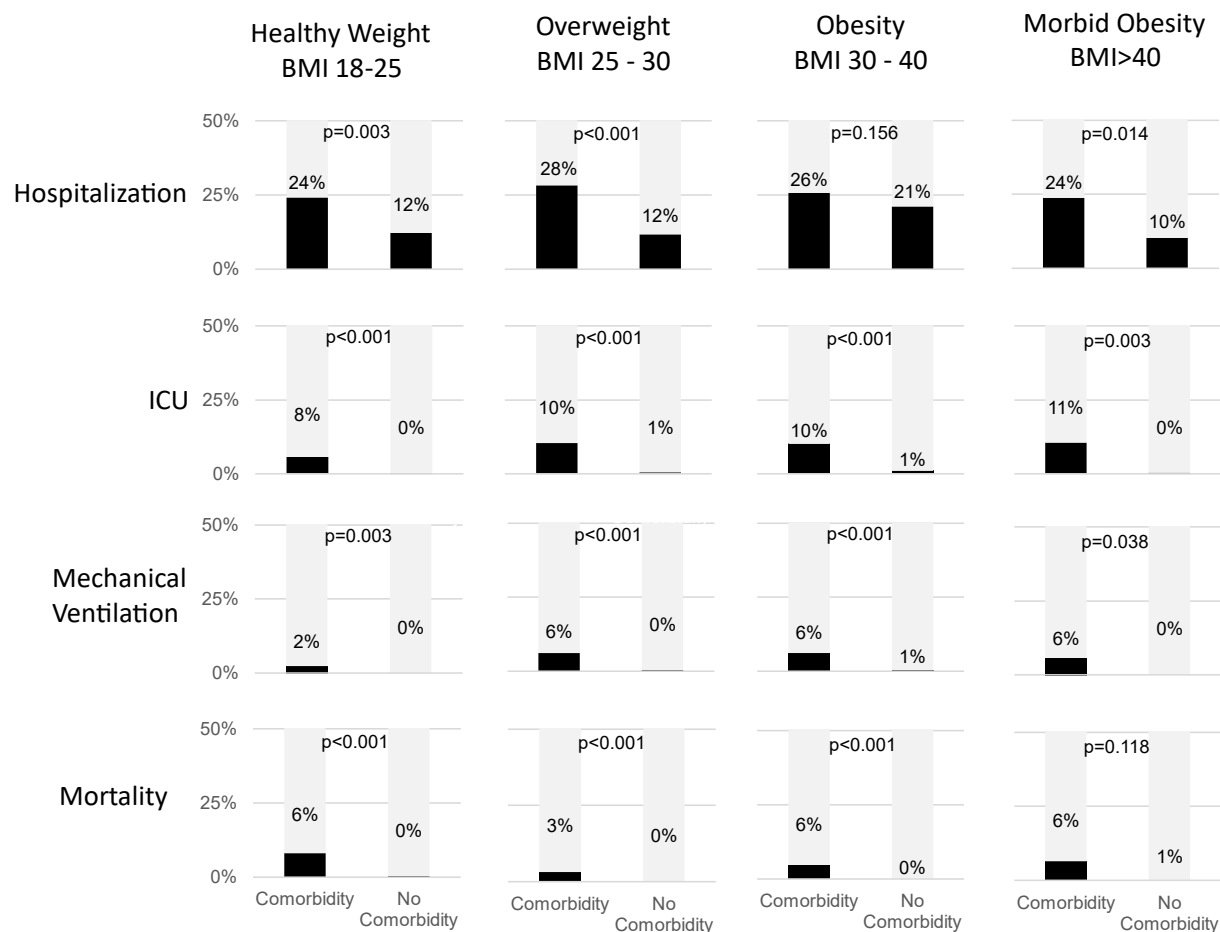 Healthy Weight
BMI 18-25
Overweight
BMI 25 - 30
Obesity
BMI 30 - 40
Morbid Obesity
BMI>40
Hospitalization
50%
25%
0%
p=0.003
24%
12%
p<0.001
28%
12%
p=0.156
26%
21%
p=0.014
24%
10%
ICU
50%
25%
0%
p<0.001
8%
0%
p<0.001
10%
1%
p<0.001
10%
1%
p=0.003
11%
0%
Mechanical
Ventilation
50%
25%
0%
p=0.003
2%
0%
p<0.001
6%
0%
p<0.001
6%
1%
p=0.038
6%
0%
Mortality
50%
25%
0%
p<0.001
6%
0%
p<0.001
3%
0%
p<0.001
6%
0%
p=0.118
6%
1%
Comorbidity
No
Comorbidity
Comorbidity
No
Comorbidity
Comorbidity
No
Comorbidity
Comorbidity
No
Comorbidity